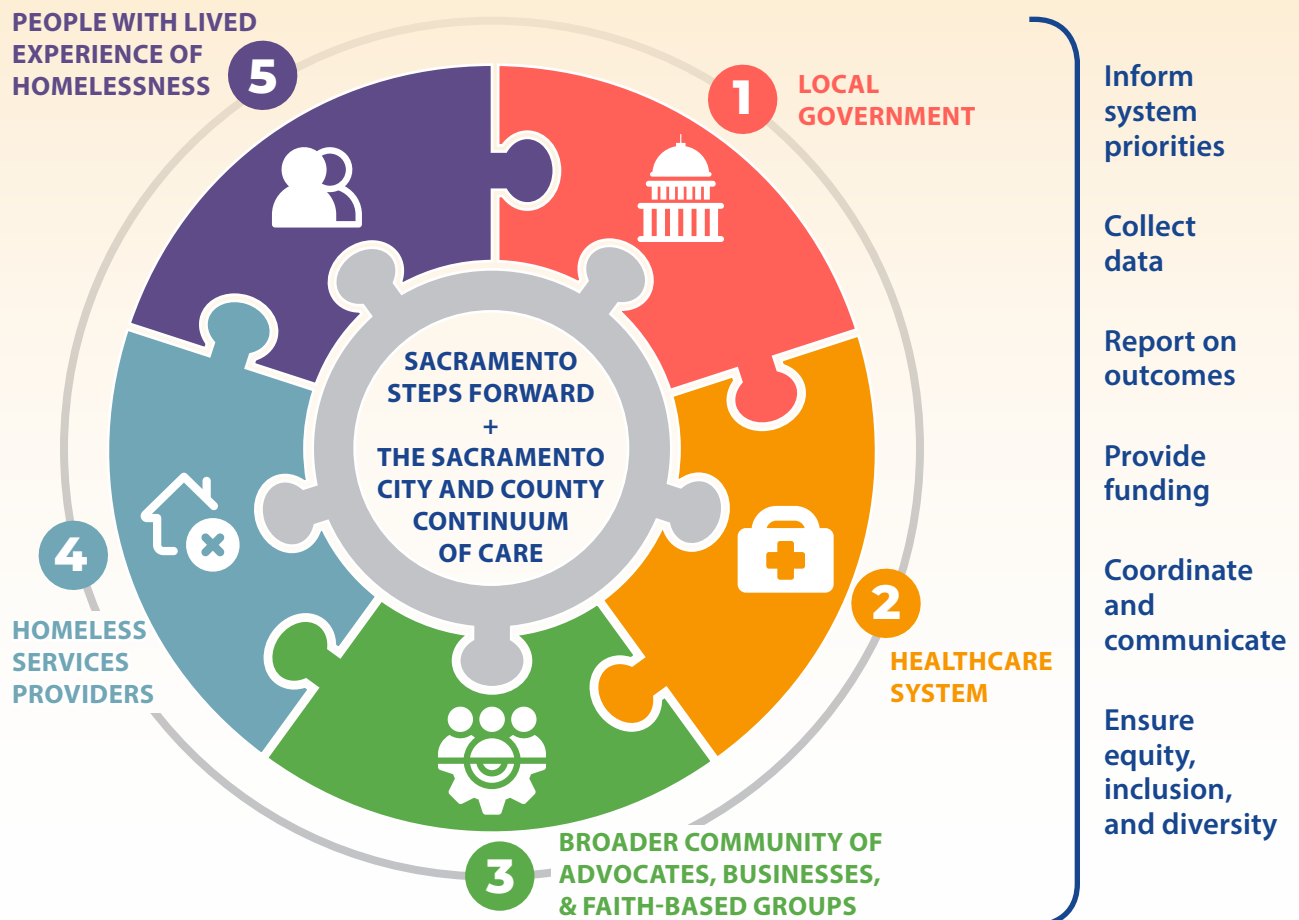 PEOPLE WITH LIVED
EXPERIENCE OF
HOMELESSNESS
5
1
LOCAL
GOVERNMENT
2
HEALTHCARE
SYSTEM
3
BROADER COMMUNITY OF
ADVOCATES, BUSINESSES,
& FAITH-BASED GROUPS
4
HOMELESS
SERVICES
PROVIDERS
SACRAMENTO
STEPS FORWARD
+
THE SACRAMENTO
CITY AND COUNTY
CONTINUUM
OF CARE
Inform
system
priorities
Collect
data
Report on
outcomes
Provide
funding
Coordinate
and
communicate
Ensure
equity,
inclusion,
and diversity